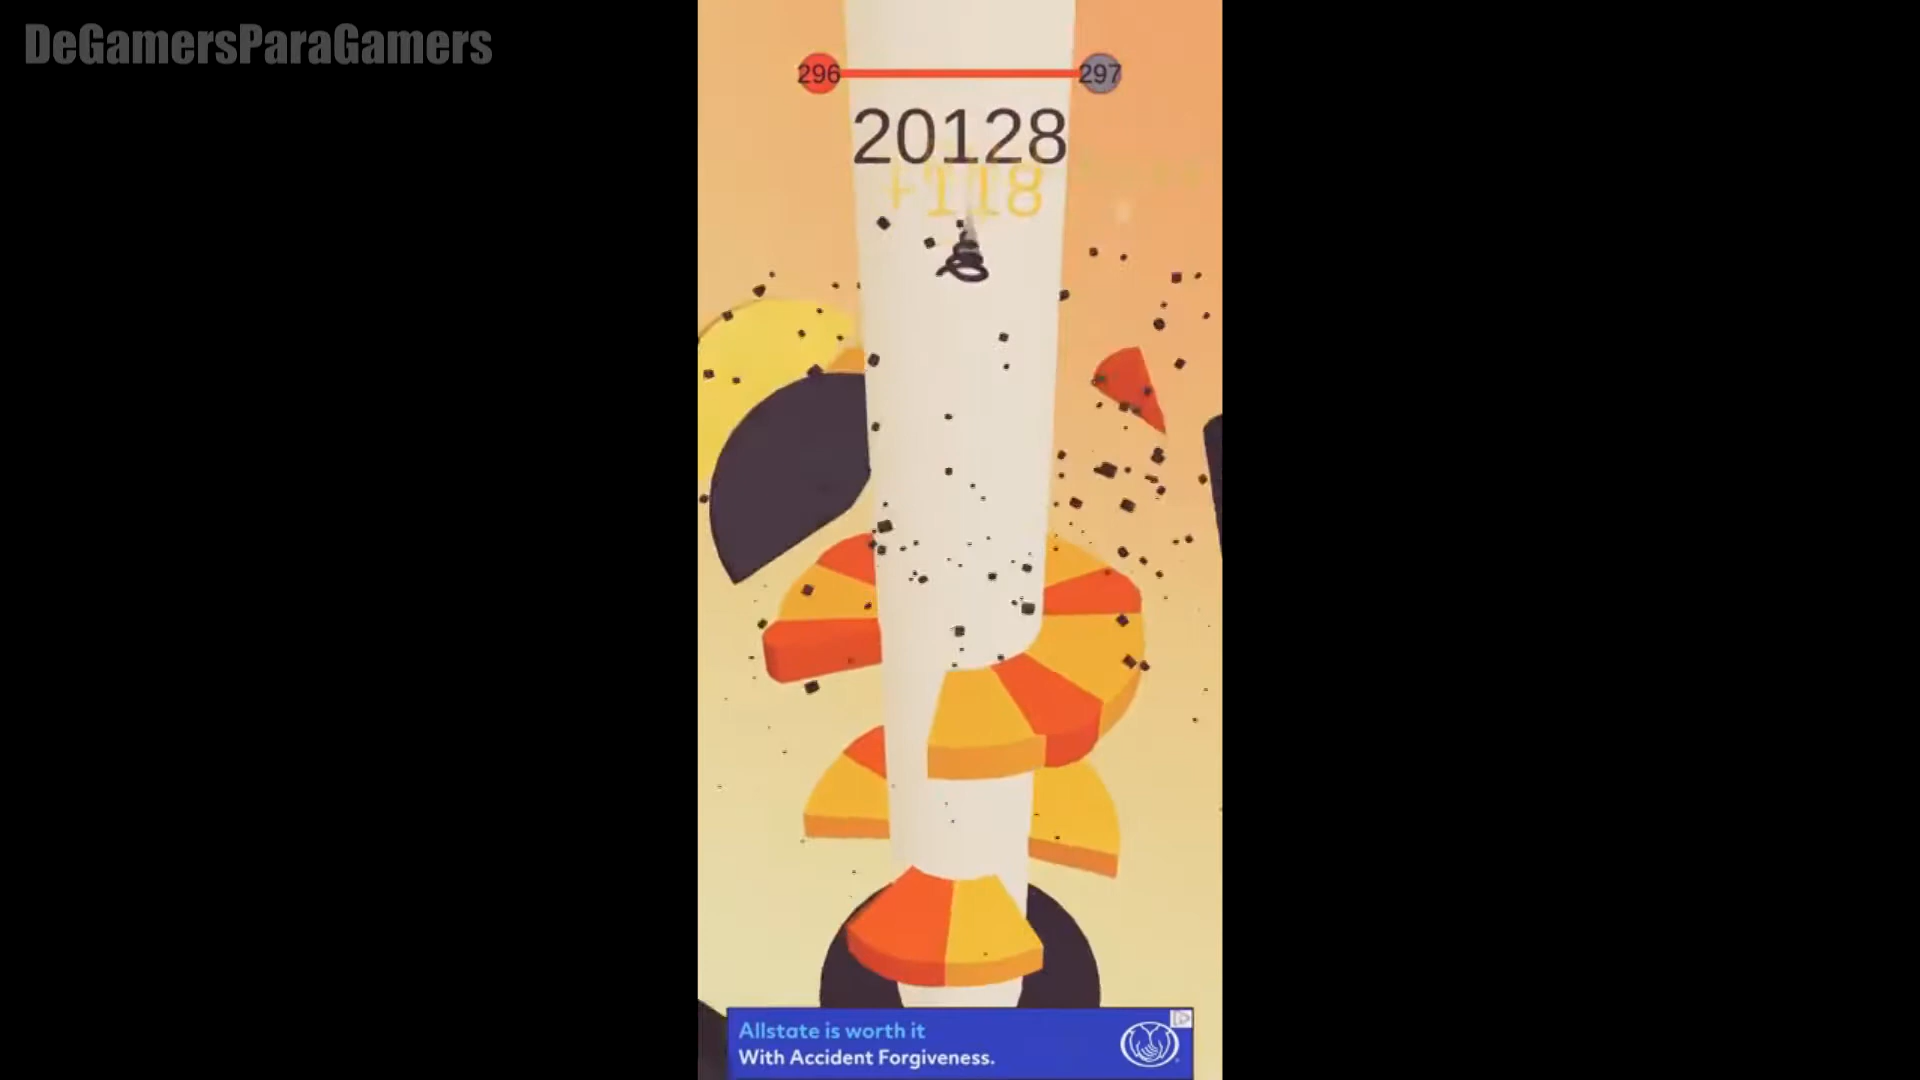 DeGamersParaGamers
296 297
20128
+118
Allstate is worth it
With Accident Forgiveness.